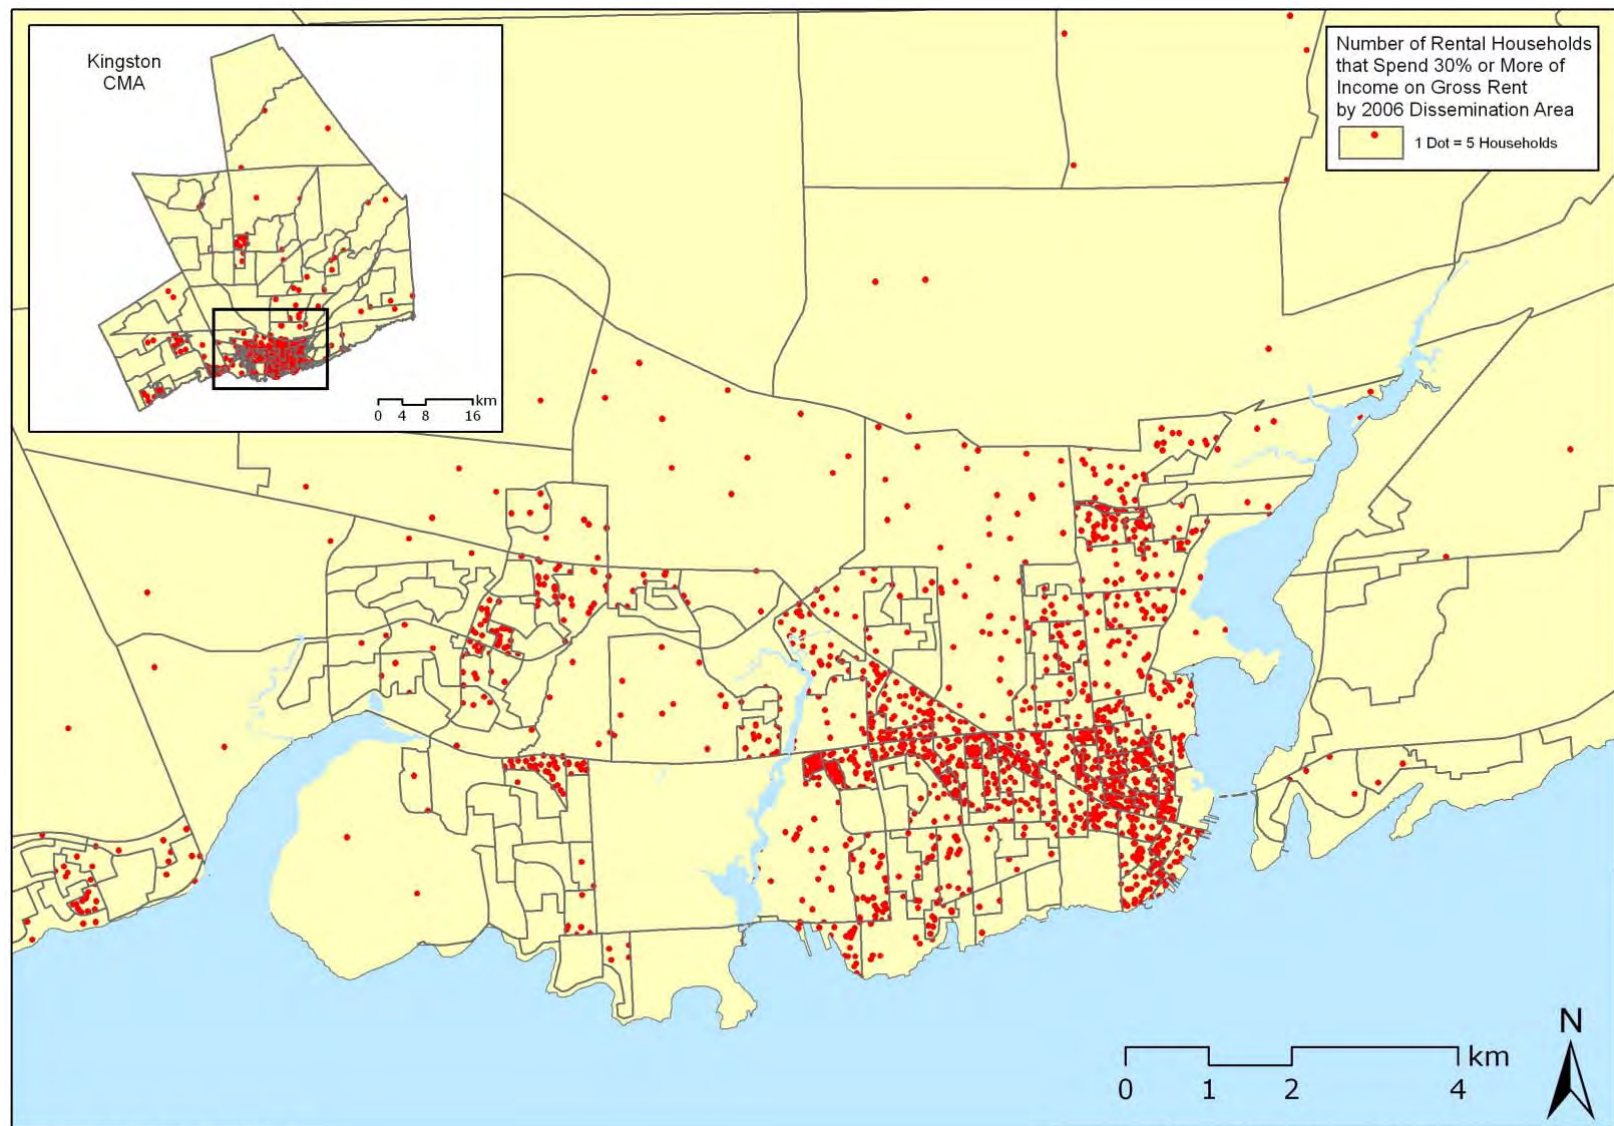 Kingston
CMA
km
0 4 8 16
Number of Rental Households
that Spend 30% or More of
Income on Gross Rent
by 2006 Dissemination Area
1 Dot = 5 Households
N
km
0 1 2 4